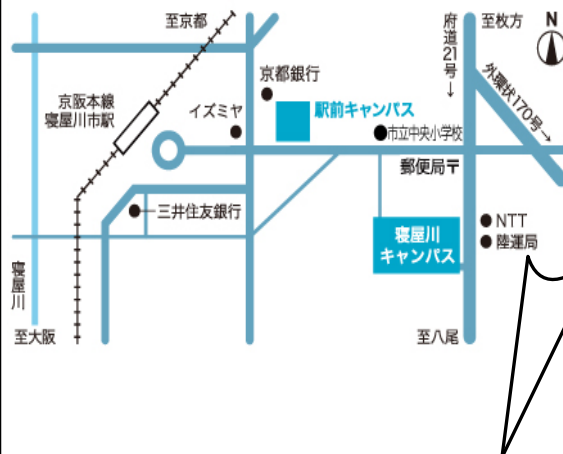 至京都
府道21号→
至枚方
N
外環状170号→
京都銀行
京阪本線
寝屋川市駅
イズミヤ
駅前キャンパス
市立中央小学校
郵便局〒
三井住友銀行
寝屋川
キャンパス
NTT
陸運局
寝屋川
至大阪
至八尾